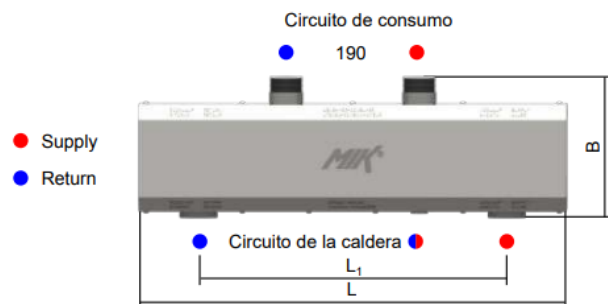 Circuito de consumo
190
Supply
Return
MIK
B
Circuito de la caldera
L1
L